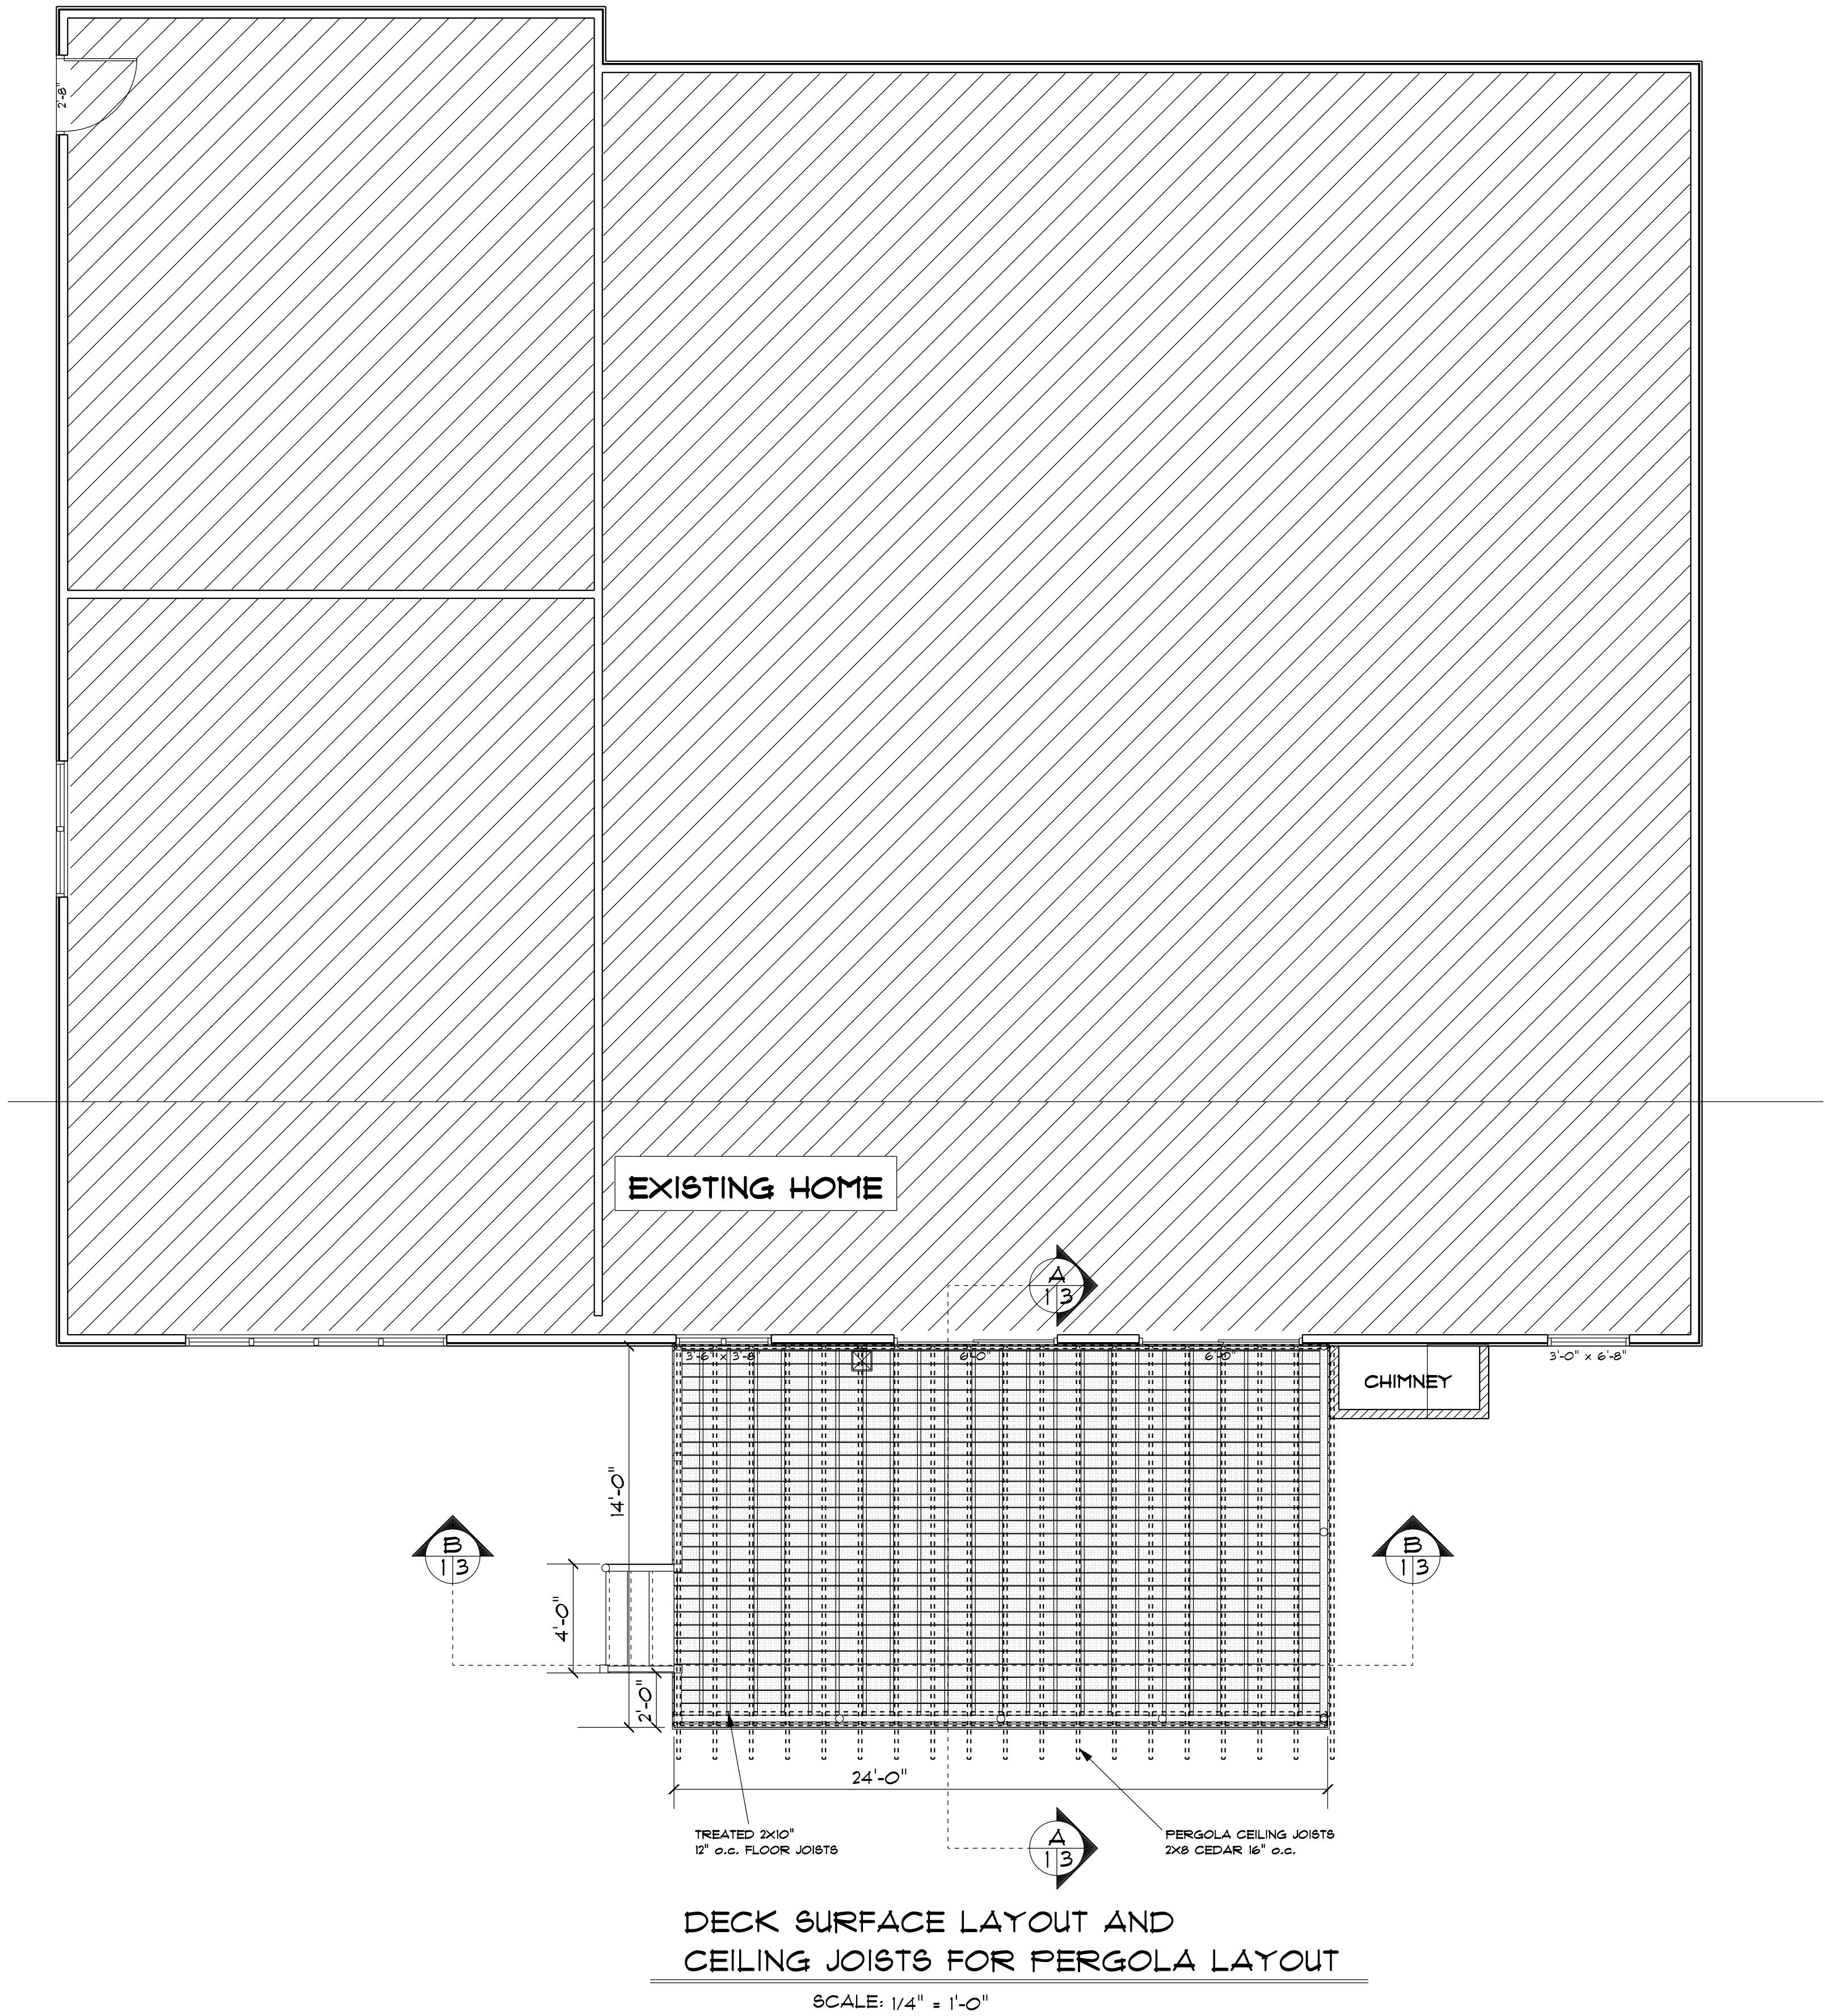 2'-8"
EXISTING HOME
A
1 3
3'-6" x 3'-8"
6'-0"
6'-0"
3'-0" x 6'-8"
CHIMNEY
14'-0"
B
1 3
B
1 3
4'-0"
2'-0"
24'-0"
TREATED 2X10"
12" o.c. FLOOR JOISTS
A
1 3
PERGOLA CEILING JOISTS
2X8 CEDAR 16" o.c.
DECK SURFACE LAYOUT AND
CEILING JOISTS FOR PERGOLA LAYOUT
SCALE: 1/4" = 1'-0"